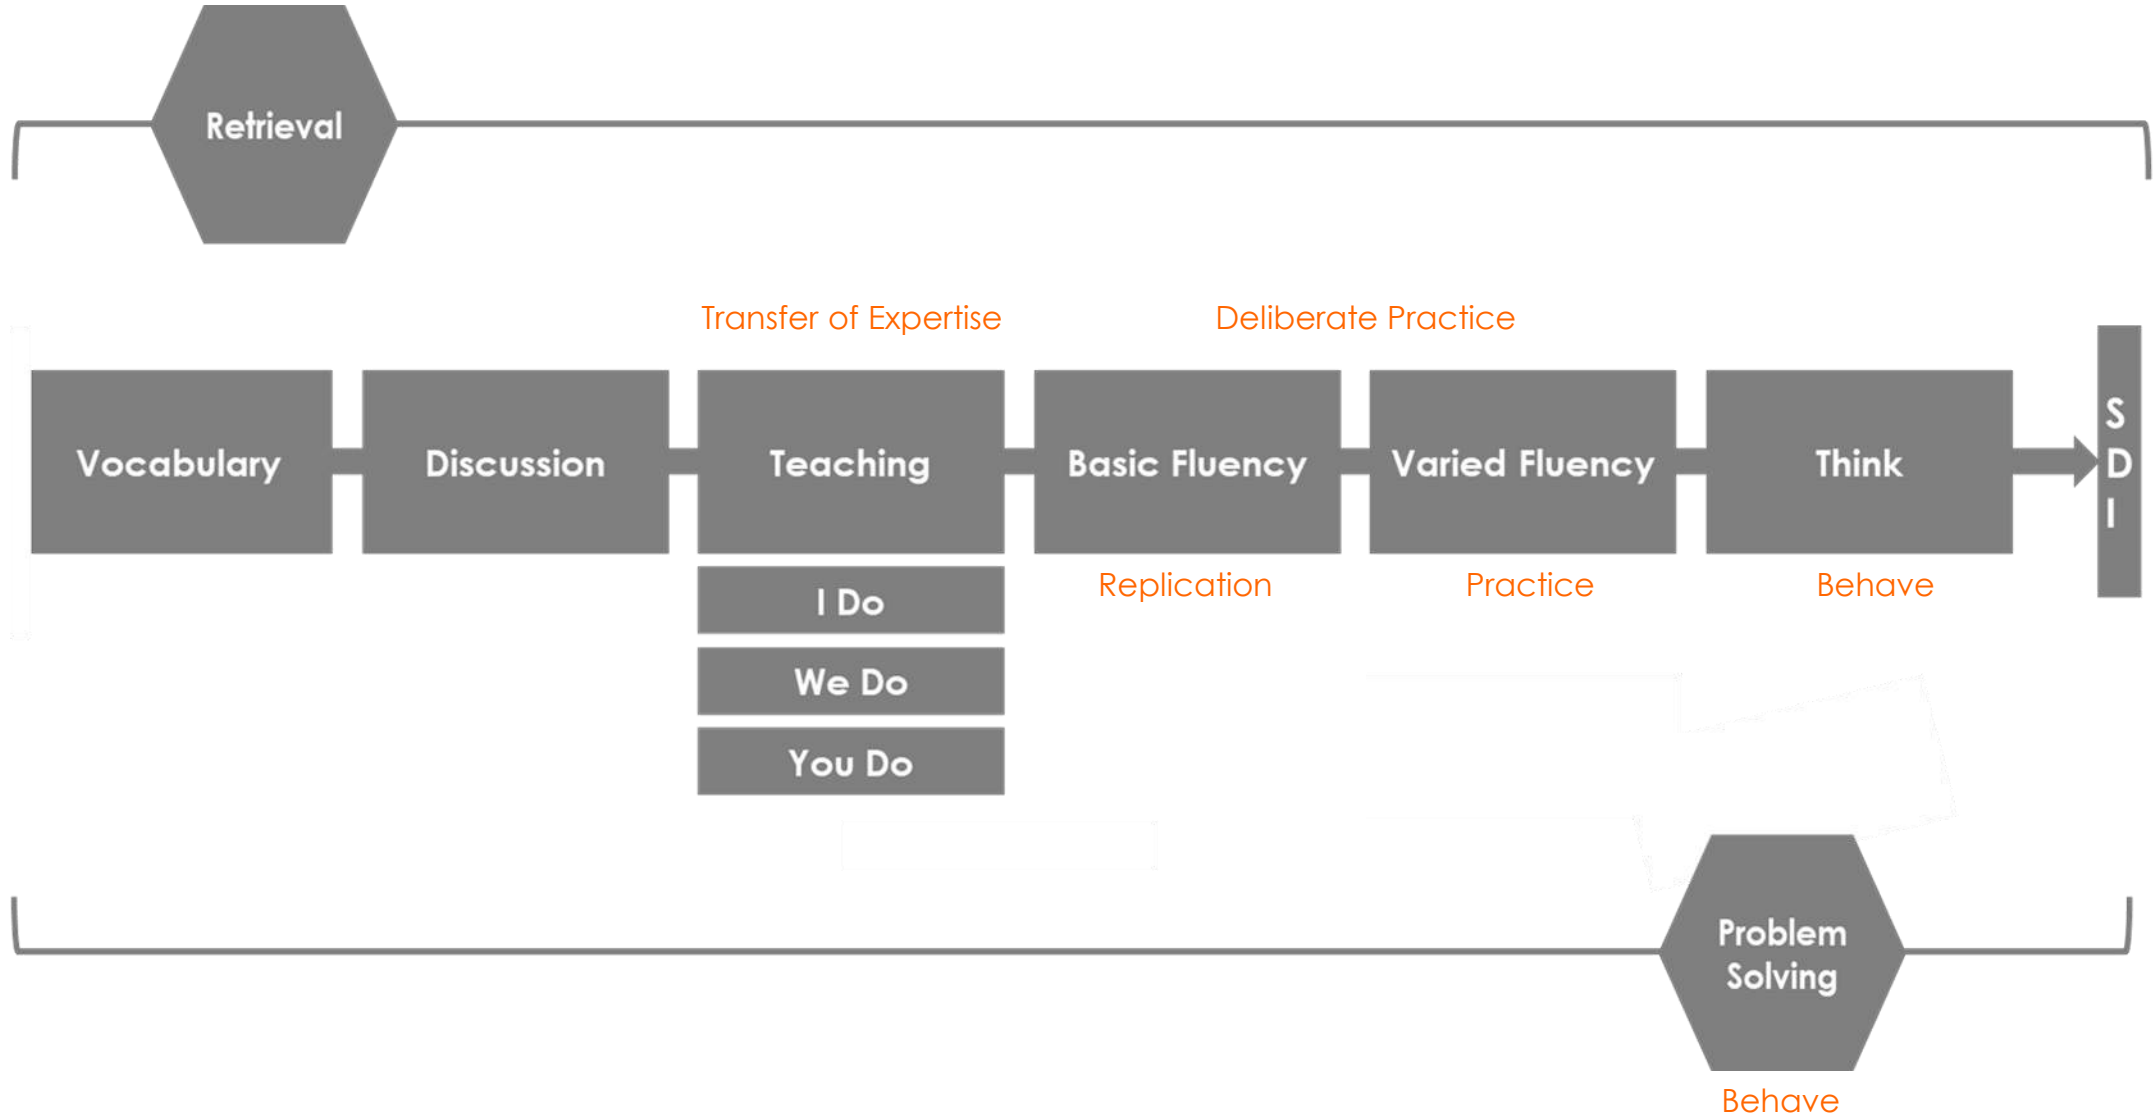 Retrieval
Transfer of Expertise
Deliberate Practice
Vocabulary
Discussion
Teaching
Basic Fluency
Varied Fluency
Think
S
D
I
Replication
Practice
Behave
I Do
We Do
You Do
Problem
Solving
Behave